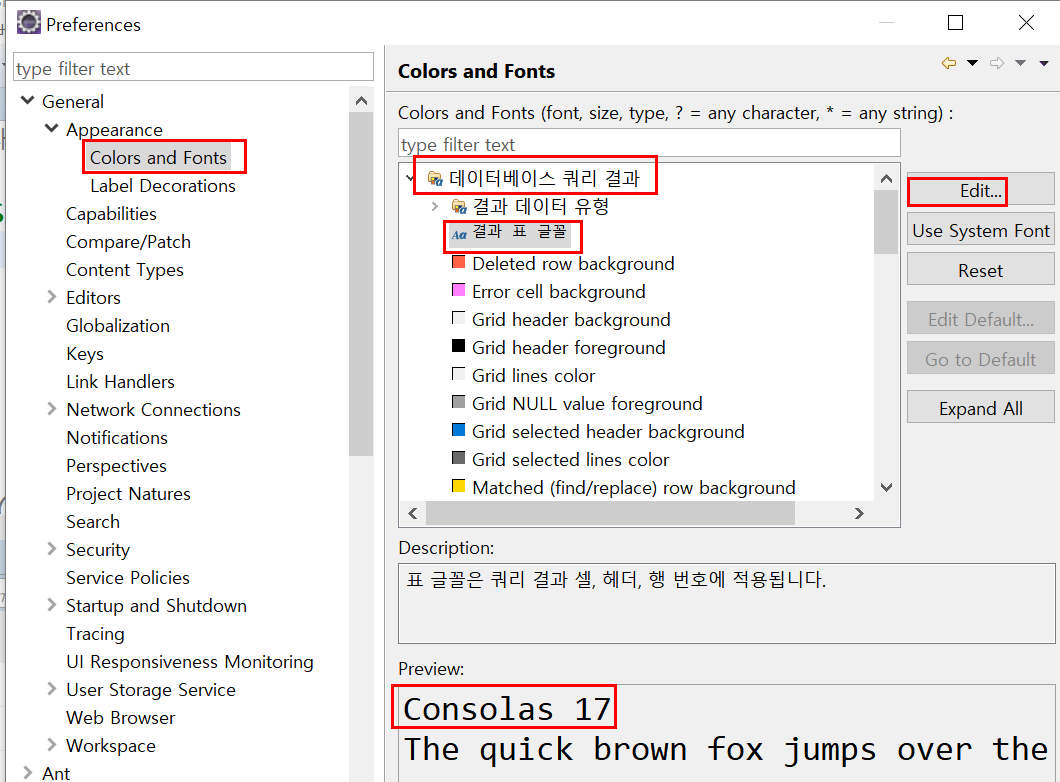 Preferences
type filter text
General
Appearance
Colors and Fonts
Label Decorations
Capabilities
Compare/Patch
Content Types
Editors
Globalization
Keys
Link Handlers
Network Connections
Notifications
Perspectives
Project Natures
Search
Security
Service Policies
Startup and Shutdown
Tracing
UI Responsiveness Monitoring
User Storage Service
Web Browser
Workspace
Ant
Colors and Fonts
Colors and Fonts (font, size, type, ? = any character, * = any string) :
type filter text
데이터베이스 쿼리 결과
결과 데이터 유형
Aa 결과 표 글꼴
Deleted row background
Error cell background
Grid header background
Grid header foreground
Grid lines color
Grid NULL value foreground
Grid selected header background
Grid selected lines color
Matched (find/replace) row background
Edit...
Use System Font
Reset
Edit Default...
Go to Default
Expand All
Description:
표 글꼴은 쿼리 결과 셀, 헤더, 행 번호에 적용됩니다.
Preview:
Consolas 17
The quick brown fox jumps over the